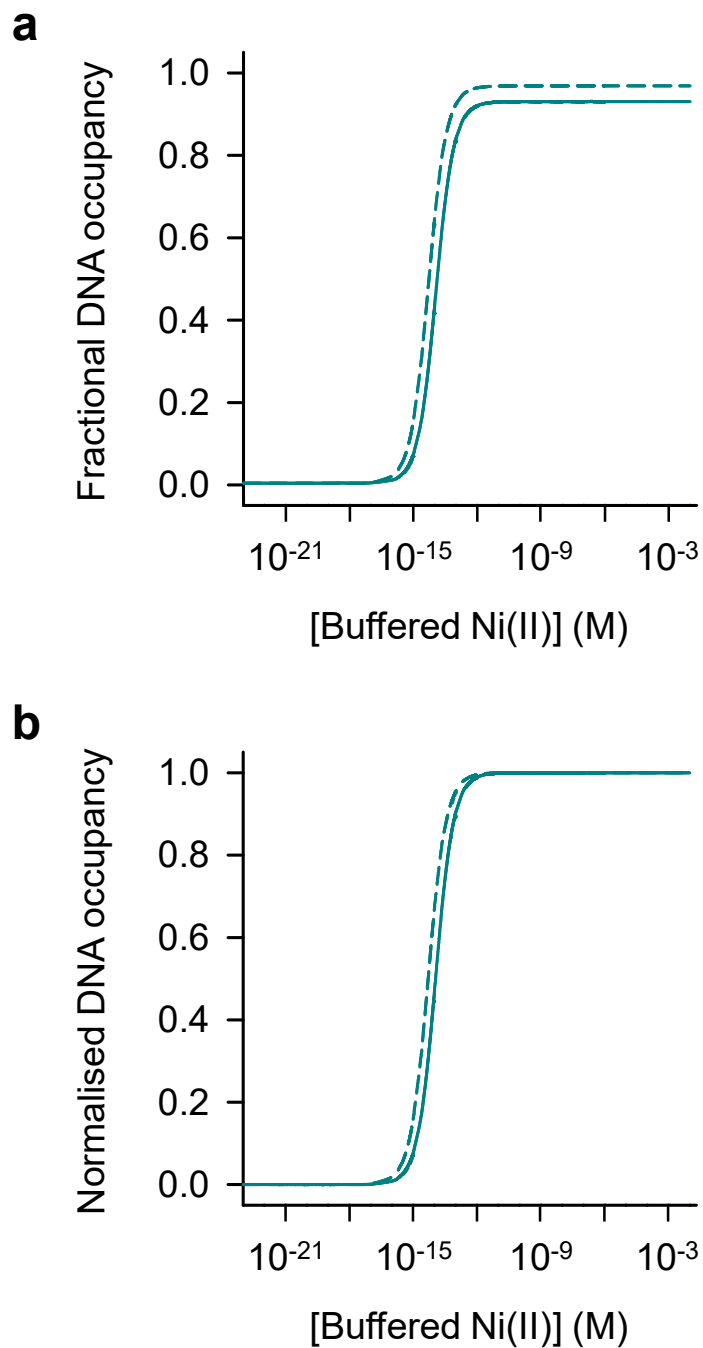 a
Fractional DNA occupancy
1.0
0.8
0.6
0.4
0.2
0.0
10-21 10-15 10-9 10-3
[Buffered Ni(II)] (M)
b
Normalised DNA occupancy
1.0
0.8
0.6
0.4
0.2
0.0
10-21 10-15 10-9 10-3
[Buffered Ni(II)] (M)